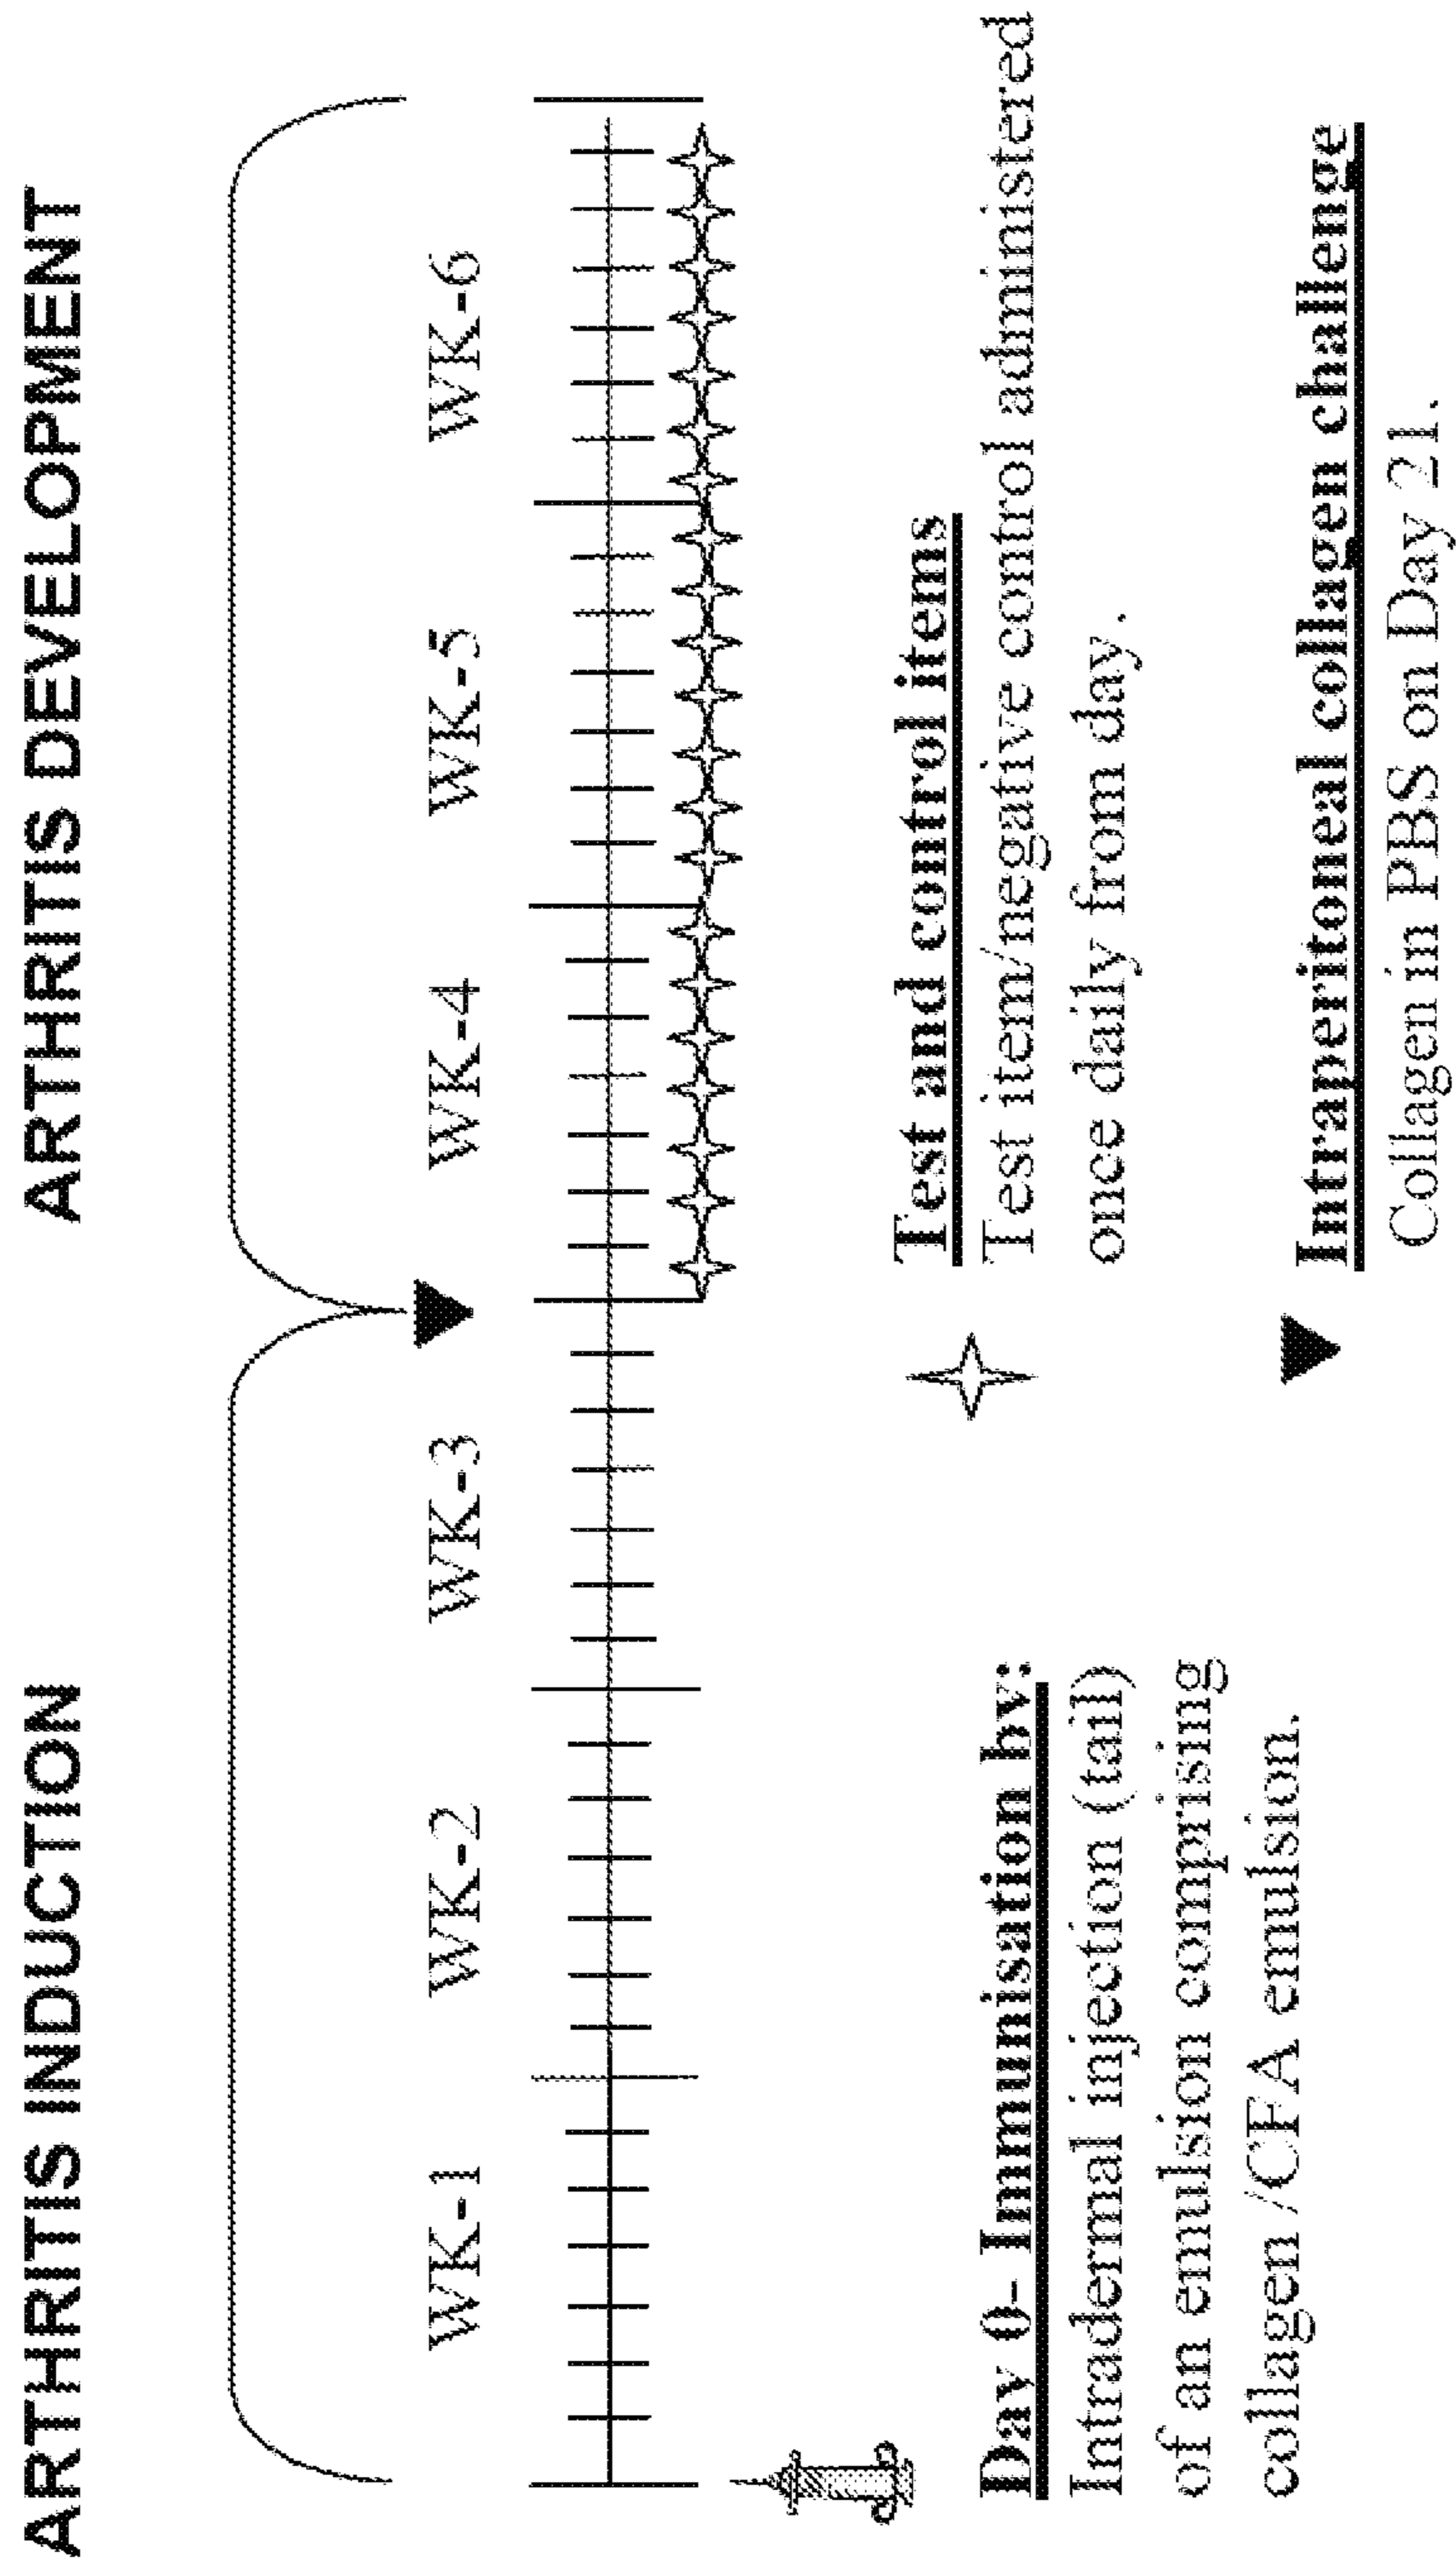 ARTHRITIS INDUCTION
ARTHRITIS DEVELOPMENT
WK-1
WK-2
WK-3
WK-4
WK-5
WK-6
Day 0- Immunisation by:
Intradermal injection (tail)
of an emulsion comprising
collagen /CFA emulsion.
Test and control items
Test item/negative control administered
once daily from day.
Intraperitoneal collagen challenge
Collagen in PBS on Day 21.